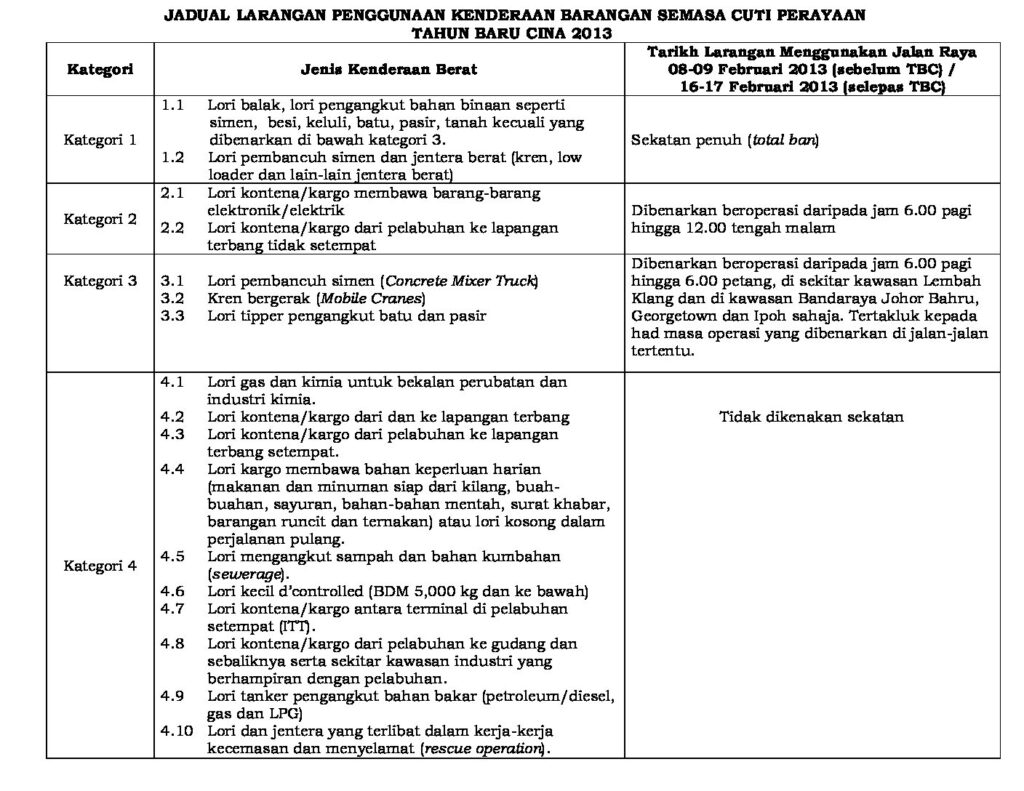 JADUAL LARANGAN PENGGUNAAN KENDERAAN BARANGAN SEMASA CUTI PERAYAAN
TAHUN BARU CINA 2013
Kategori
Jenis Kenderaan Berat
Tarikh Larangan Menggunakan Jalan Raya
08-09 Februari 2013 (sebelum TBC) /
16-17 Februari 2013 (selepas TBC)
Kategori 1
1.1 Lori balak, lori pengangkut bahan binaan seperti
simen, besi, keluli, batu, pasir, tanah kecuali yang
dibenarkan di bawah kategori 3.
1.2 Lori pembancuh simen dan jentera berat (kren, low
loader dan lain-lain jentera berat)
Sekatan penuh (total ban)
Kategori 2
2.1 Lori kontena/kargo membawa barang-barang
elektronik/elektrik
2.2 Lori kontena/kargo dari pelabuhan ke lapangan
terbang tidak setempat
Dibenarkan beroperasi daripada jam 6.00 pagi
hingga 12.00 tengah malam
Kategori 3
3.1 Lori pembancuh simen (Concrete Mixer Truck)
3.2 Kren bergerak (Mobile Cranes)
3.3 Lori tipper pengangkut batu dan pasir
Dibenarkan beroperasi daripada jam 6.00 pagi
hingga 6.00 petang, di sekitar kawasan Lembah
Klang dan di kawasan Bandaraya Johor Bahru,
Georgetown dan Ipoh sahaja. Tertakluk kepada
had masa operasi yang dibenarkan di jalan-jalan
tertentu.
Kategori 4
4.1 Lori gas dan kimia untuk bekalan perubatan dan
industri kimia.
4.2 Lori kontena/kargo dari dan ke lapangan terbang
4.3 Lori kontena/kargo dari pelabuhan ke lapangan
terbang setempat.
4.4 Lori kargo membawa bahan keperluan harian
(makanan dan minuman siap dari kilang, buah-
buahan, sayuran, bahan-bahan mentah, surat khabar,
barangan runcit dan ternakan) atau lori kosong dalam
perjalanan pulang.
4.5 Lori mengangkut sampah dan bahan kumbahan
(sewerage).
4.6 Lori kecil d'controlled (BDM 5,000 kg dan ke bawah)
4.7 Lori kontena/kargo antara terminal di pelabuhan
setempat (ITT).
4.8 Lori kontena/kargo dari pelabuhan ke gudang dan
sebaliknya serta sekitar kawasan industri yang
berhampiran dengan pelabuhan.
4.9 Lori tanker pengangkut bahan bakar (petroleum/diesel,
gas dan LPG)
4.10 Lori dan jentera yang terlibat dalam kerja-kerja
kecemasan dan menyelamat (rescue operation).
Tidak dikenakan sekatan